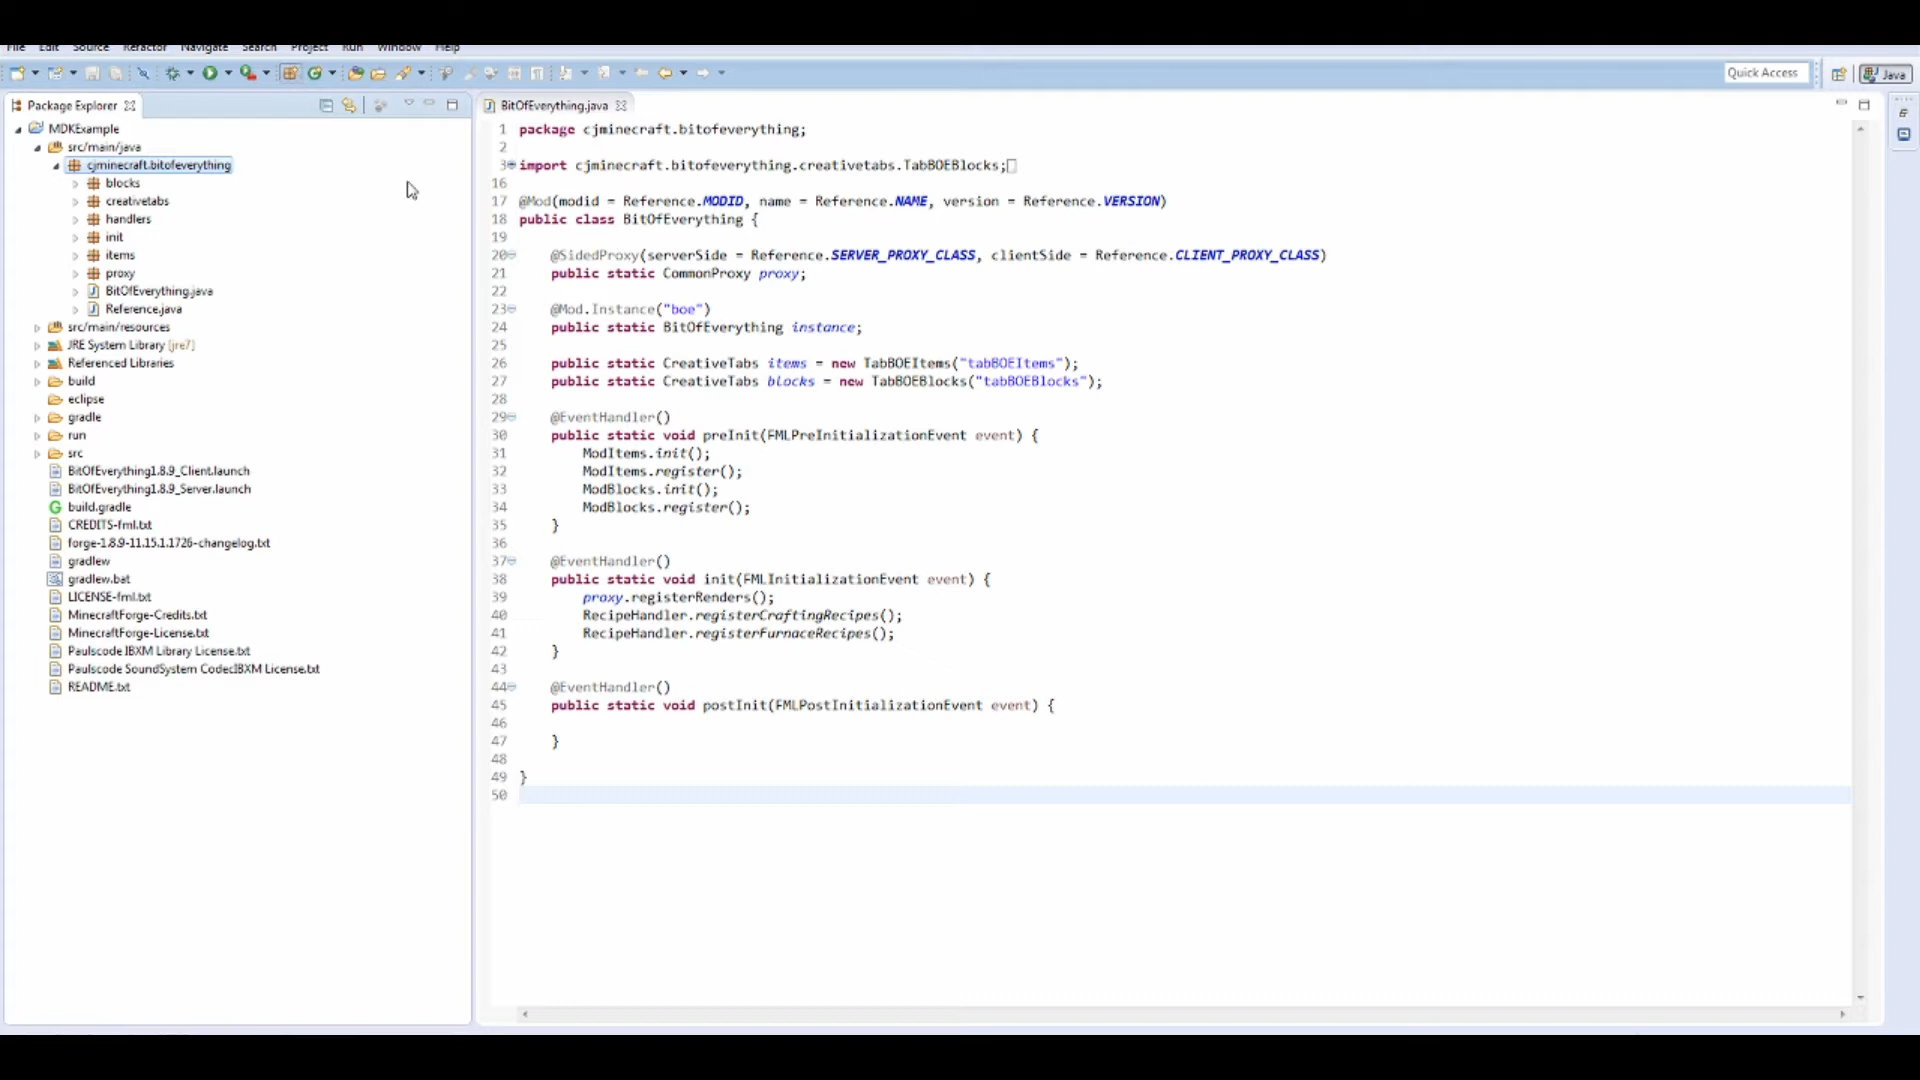 File Edit Source Refactor Navigate Search Project Run Window Help
Quick Access
Java
Package Explorer
MDKExample
src/main/java
cjminecraft.bitofeverything
blocks
creativetabs
handlers
init
items
proxy
BitOfEverything.java
Reference.java
src/main/resources
JRE System Library [jre7]
Referenced Libraries
build
eclipse
gradle
run
src
BitOfEverything1.8.9_Client.launch
BitOfEverything1.8.9_Server.launch
build.gradle
CREDITS-fml.txt
forge-1.8.9-11.15.1.1726-changelog.txt
gradlew
gradlew.bat
LICENSE-fml.txt
MinecraftForge-Credits.txt
MinecraftForge-License.txt
Paulscode IBXM Library License.txt
Paulscode SoundSystem CodecIBXM License.txt
README.txt
BitOfEverything.java
1 package cjminecraft.bitofeverything;
2
3 import cjminecraft.bitofeverything.creativetabs.TabBOEBlocks;
16
17 @Mod(modid = Reference.MODID, name = Reference.NAME, version = Reference.VERSION)
18 public class BitOfEverything {
19
20 @SidedProxy(serverSide = Reference.SERVER_PROXY_CLASS, clientSide = Reference.CLIENT_PROXY_CLASS)
21 public static CommonProxy proxy;
22
23 @Mod.Instance("boe")
24 public static BitOfEverything instance;
25
26 public static CreativeTabs items = new TabBOEItems("tabBOEItems");
27 public static CreativeTabs blocks = new TabBOEBlocks("tabBOEBlocks");
28
29 @EventHandler()
30 public static void preInit(FMLPreInitializationEvent event) {
31 ModItems.init();
32 ModItems.register();
33 ModBlocks.init();
34 ModBlocks.register();
35 }
36
37 @EventHandler()
38 public static void init(FMLInitializationEvent event) {
39 proxy.registerRenders();
40 RecipeHandler.registerCraftingRecipes();
41 RecipeHandler.registerFurnaceRecipes();
42 }
43
44 @EventHandler()
45 public static void postInit(FMLPostInitializationEvent event) {
46
47 }
48
49 }
50